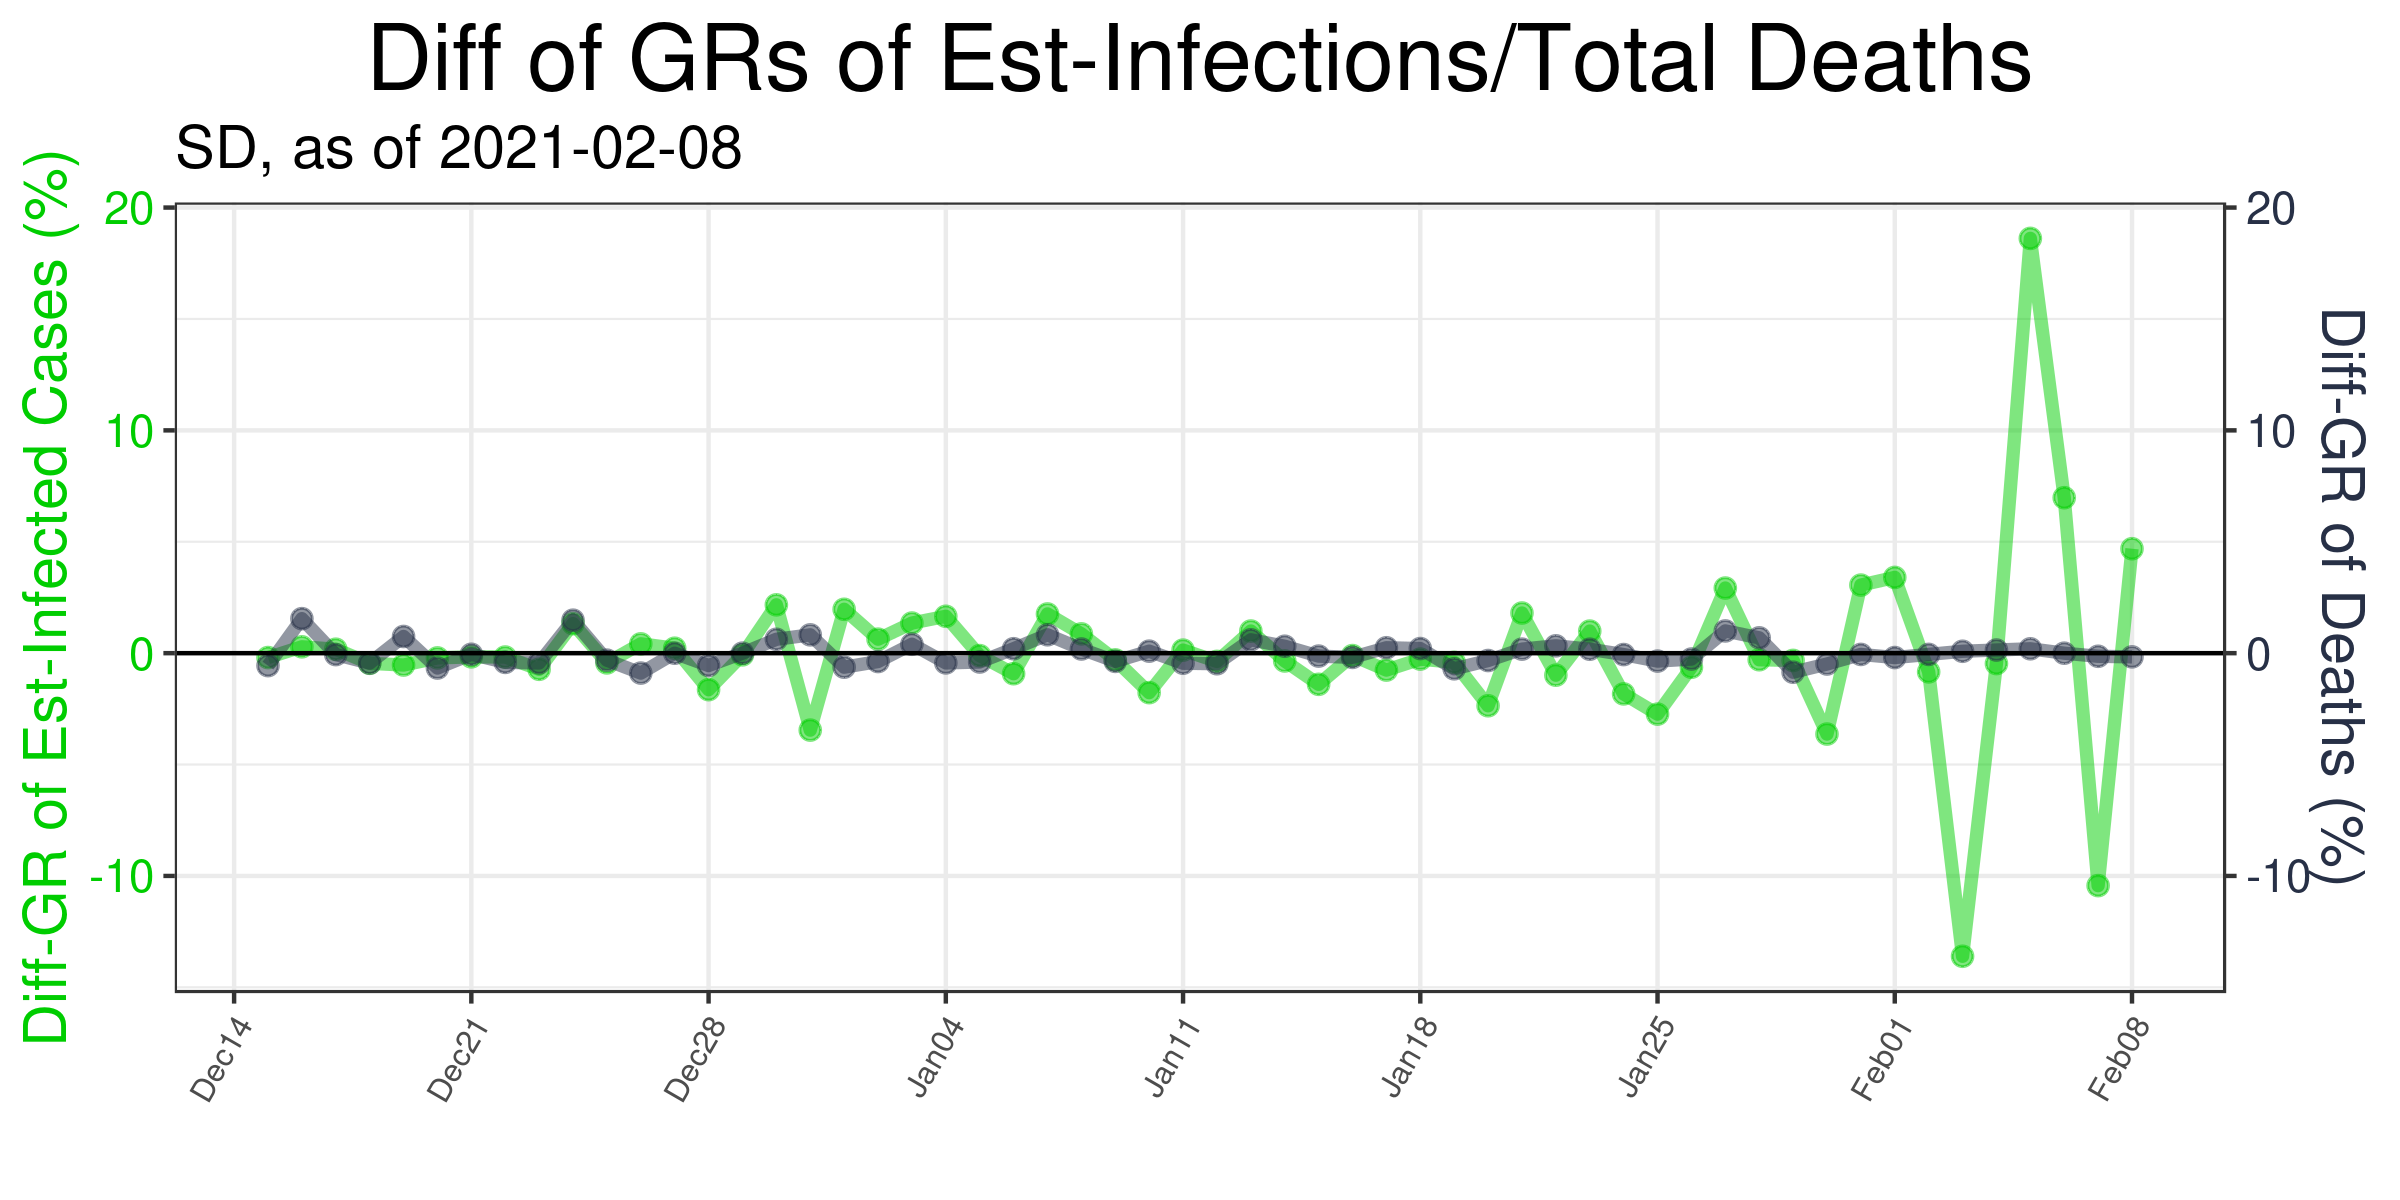 Diff of GRs of Est-Infections/Total Deaths
SD, as of 2021-02-08
Diff-GR of Est-Infected Cases (%)
20
10
0
-10
20
10
0
-10
Diff-GR of Deaths (%)
Dec14
Dec21
Dec28
Jan04
Jan11
Jan18
Jan25
Feb01
Feb08